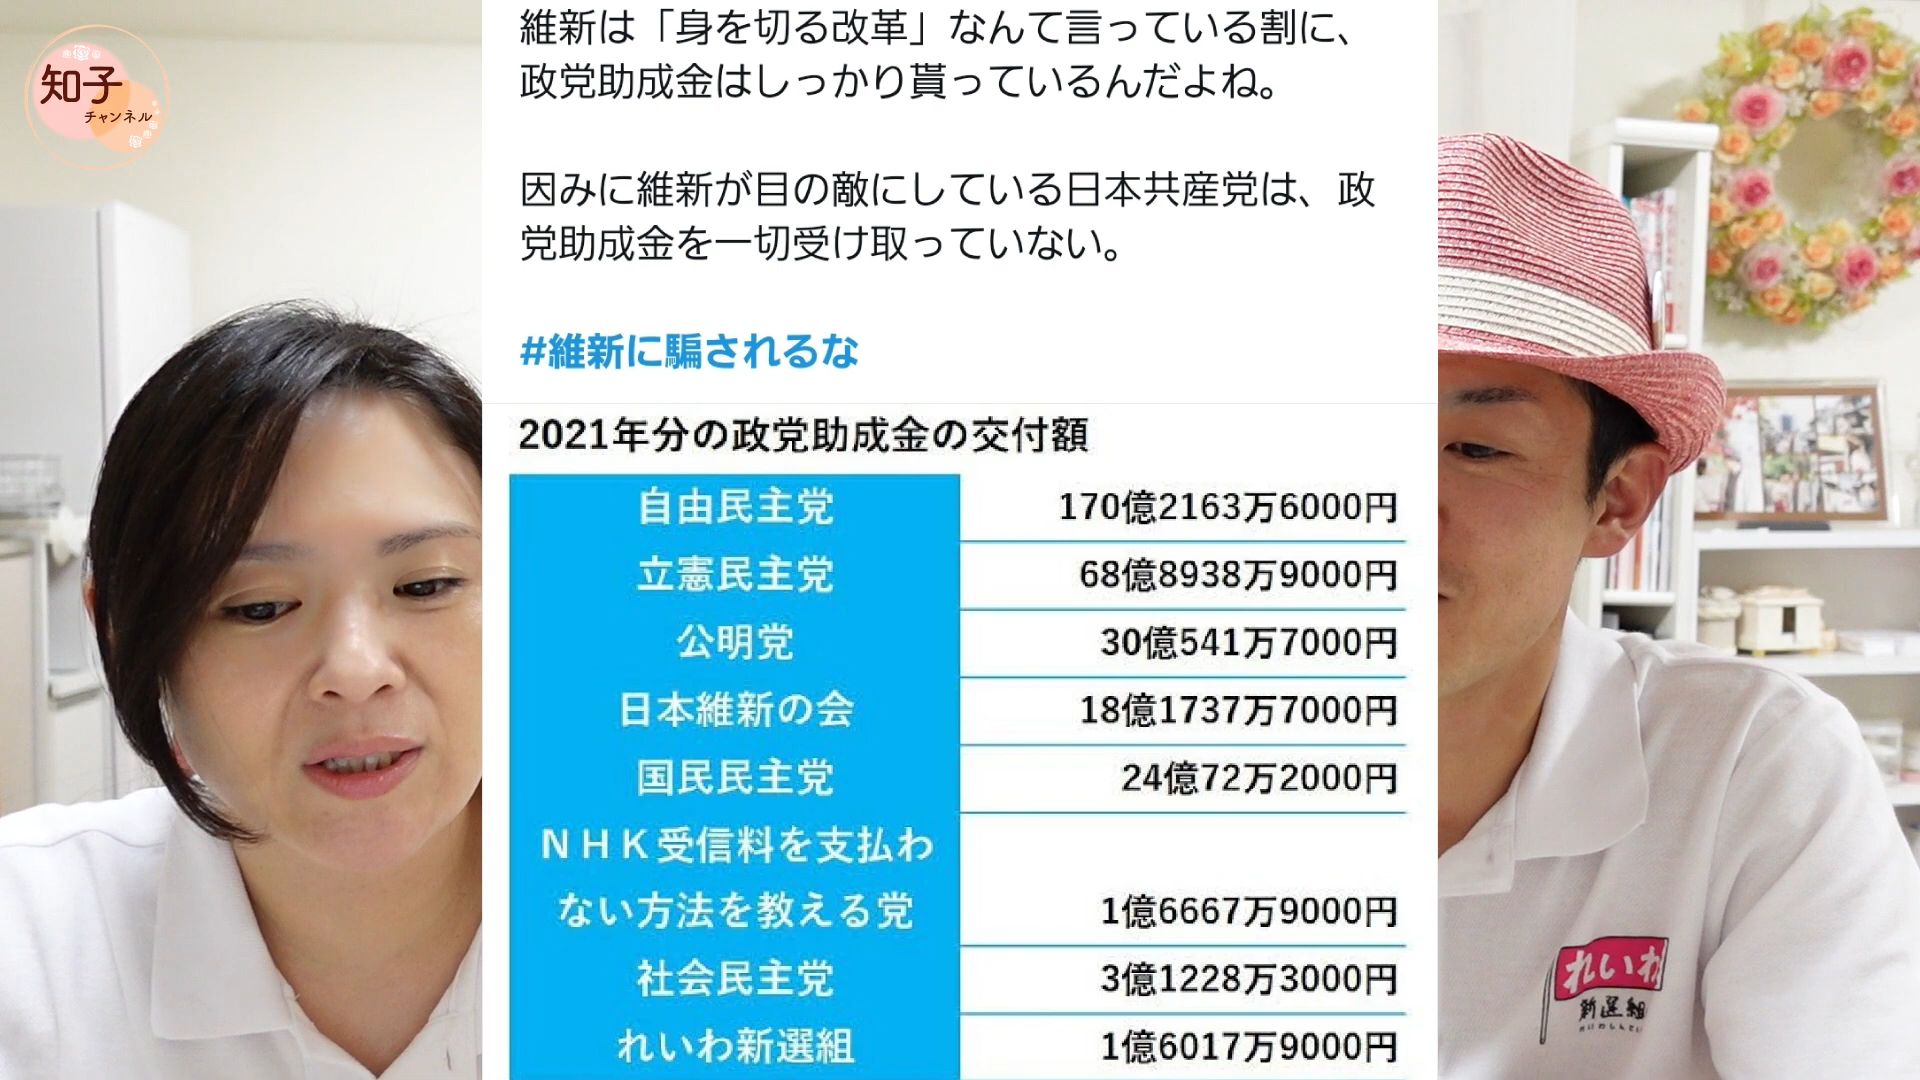 知子
チャンネル
維新は「身を切る改革」なんて言っている割に、
政党助成金はしっかり貰っているんだよね。
因みに維新が目の敵にしている日本共産党は、政
党助成金を一切受け取っていない。
#維新に騙されるな
2021年分の政党助成金の交付額
自由民主党 170億2163万6000円
立憲民主党 68億8938万9000円
公明党 30億541万7000円
日本維新の会 18億1737万7000円
国民民主党 24億72万2000円
NHK受信料を支払わ
ない方法を教える党 1億6667万9000円
社会民主党 3億1228万3000円
れいわ新選組 1億6017万9000円
れいわ
新選組